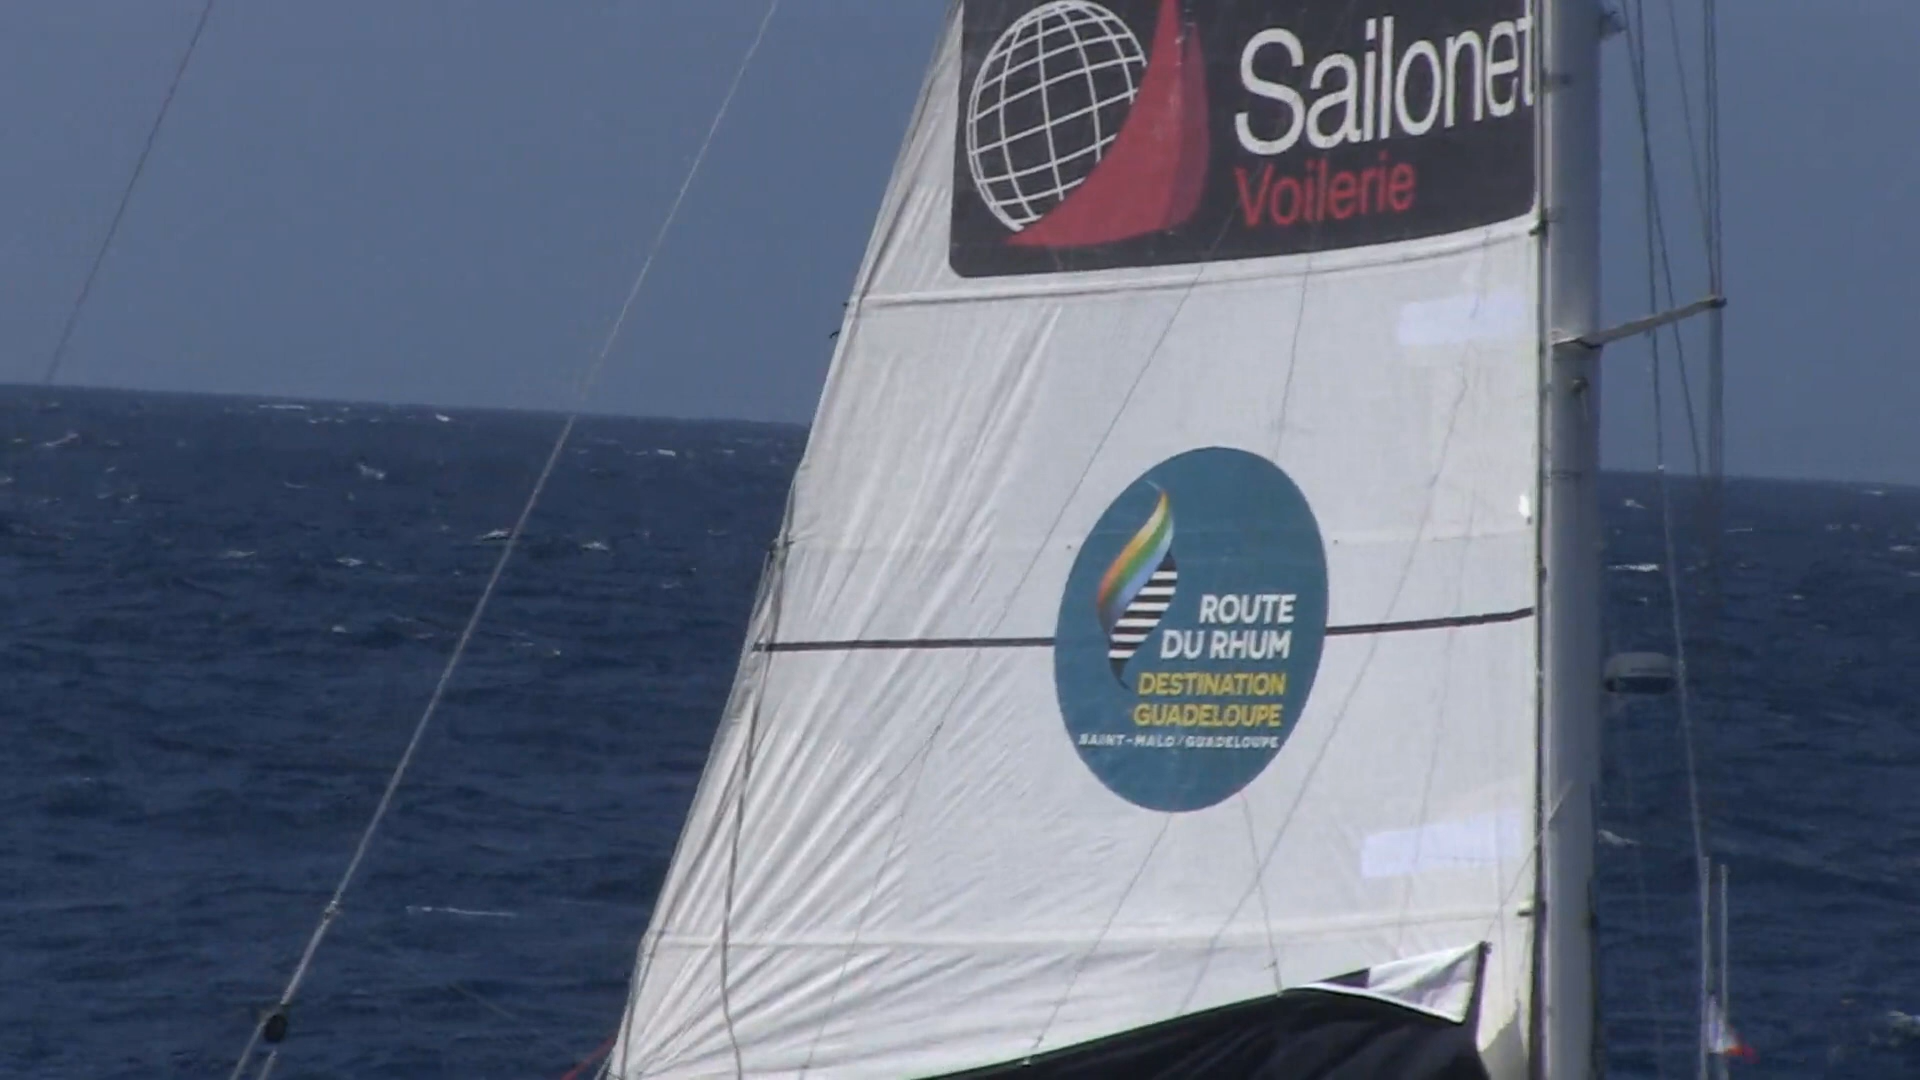 Sailonet
Voilerie
ROUTE
DU RHUM
DESTINATION
GUADELOUPE
SAINT-MALO/GUADELOUPE